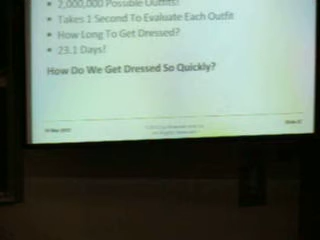 2,000,000 Possible Outfits!
Takes 1 Second To Evaluate Each Outfit
How Long To Get Dressed?
23.1 Days!
How Do We Get Dressed So Quickly?